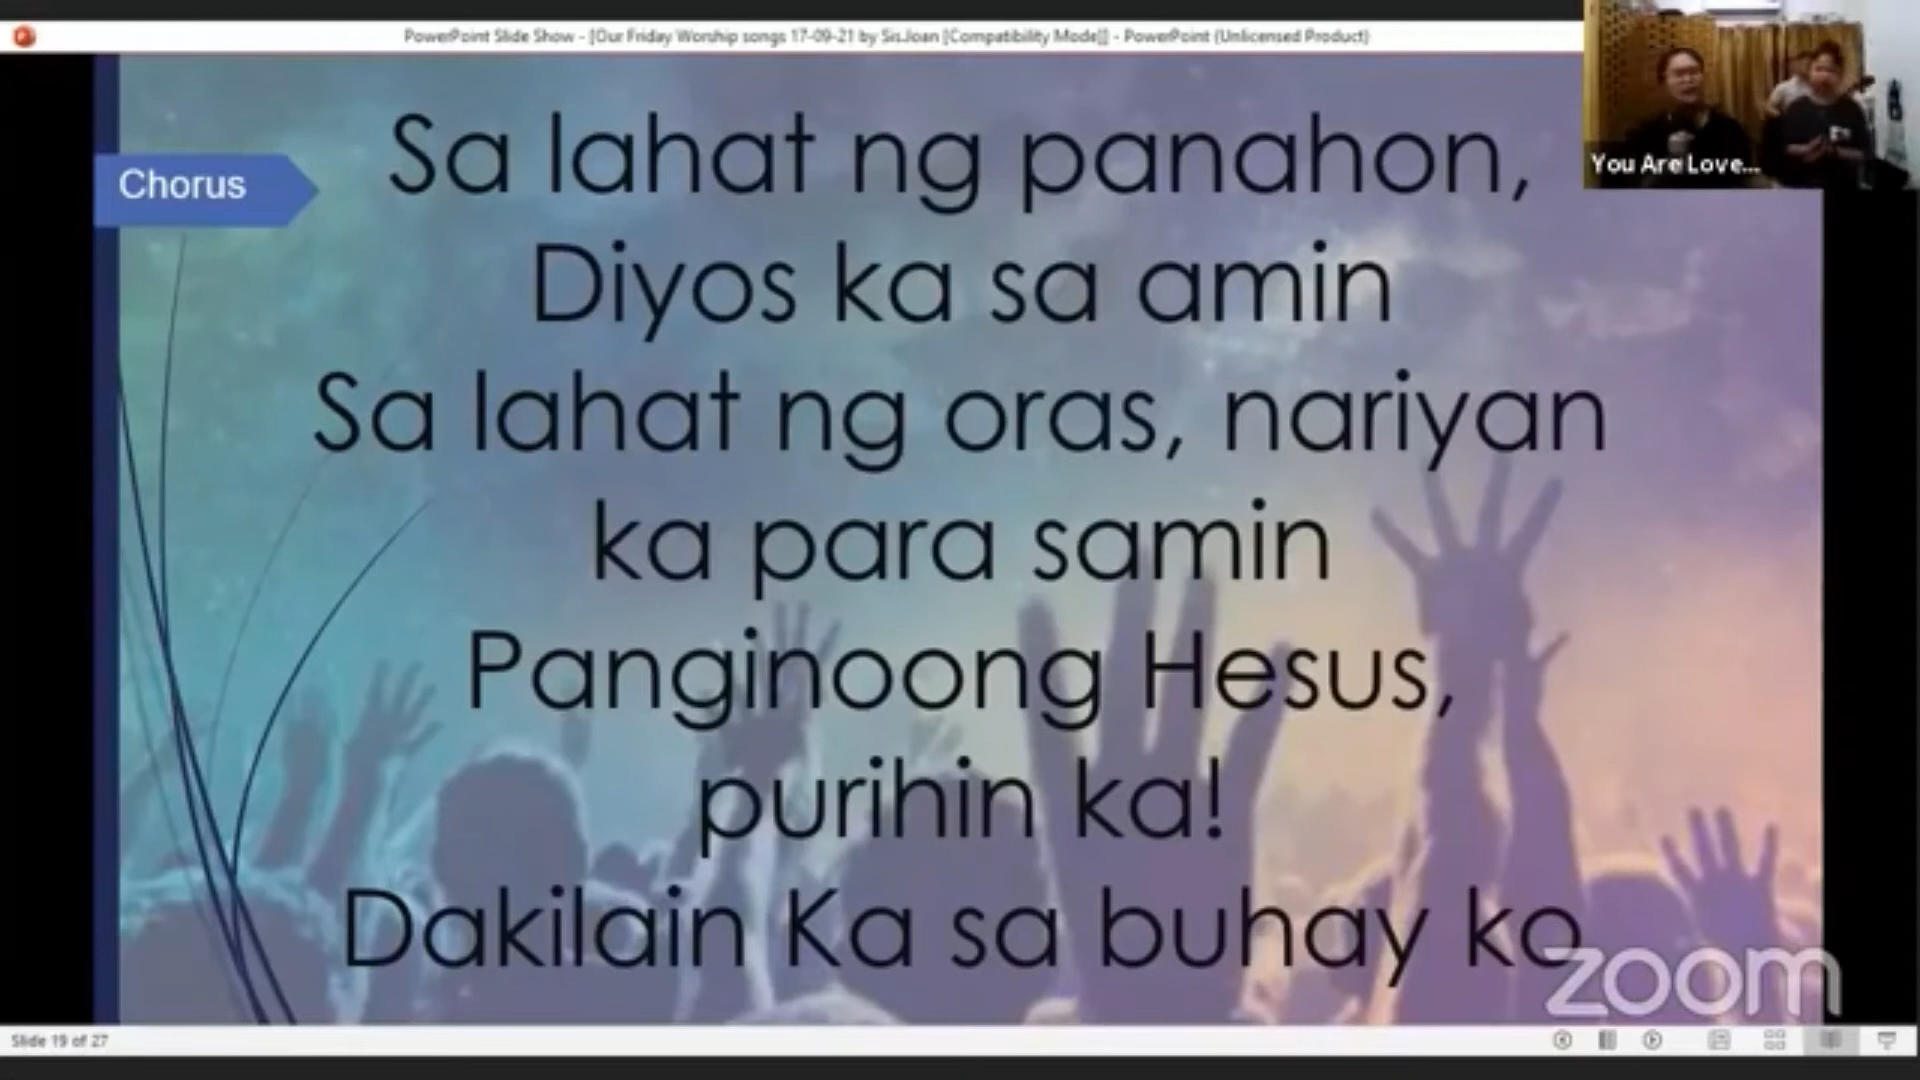 PowerPoint Slide Show - [Our Friday Worship songs 17-09-21 by Sis.Joan [Compatibility Mode]] - PowerPoint (Unlicensed Product)
You Are Love...
Chorus
Sa lahat ng panahon,
Diyos ka sa amin
Sa lahat ng oras, nariyan
ka para samin
Panginoong Hesus,
purihin ka!
Dakilain Ka sa buhay ko
zoom
Slide 19 of 27